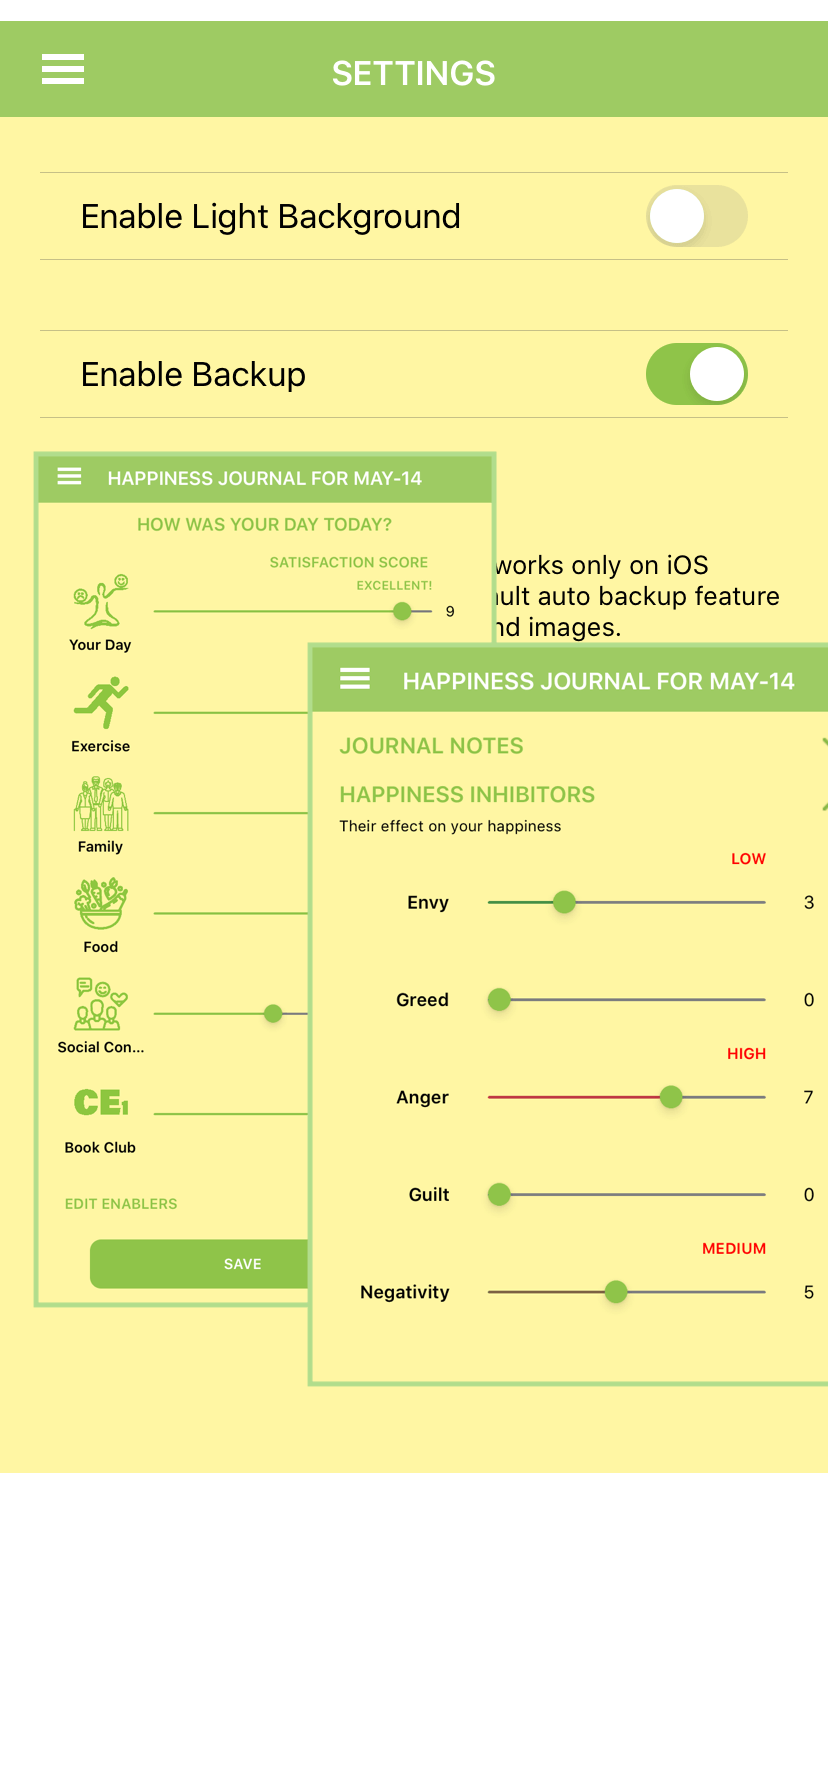 SETTINGS
Enable Light Background
Enable Backup
works only on iOS
auto backup feature
images.
HAPPINESS JOURNAL FOR MAY-14
HOW WAS YOUR DAY TODAY?
SATISFACTION SCORE
EXCELLENT!
9
Your Day
Exercise
Family
Food
Social Con...
CE1
Book Club
EDIT ENABLERS
SAVE
HAPPINESS JOURNAL FOR MAY-14
JOURNAL NOTES
HAPPINESS INHIBITORS
Their effect on your happiness
LOW
Envy 3
Greed 0
HIGH
Anger 7
Guilt 0
MEDIUM
Negativity 5